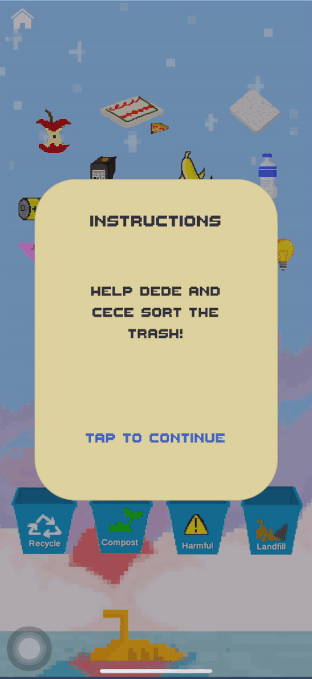 INSTRUCTIONS
HELP DEDE AND
CECE SORT THE
TRASH!
TAP TO CONTINUE
Recycle
Compost
Harmful
Landfill